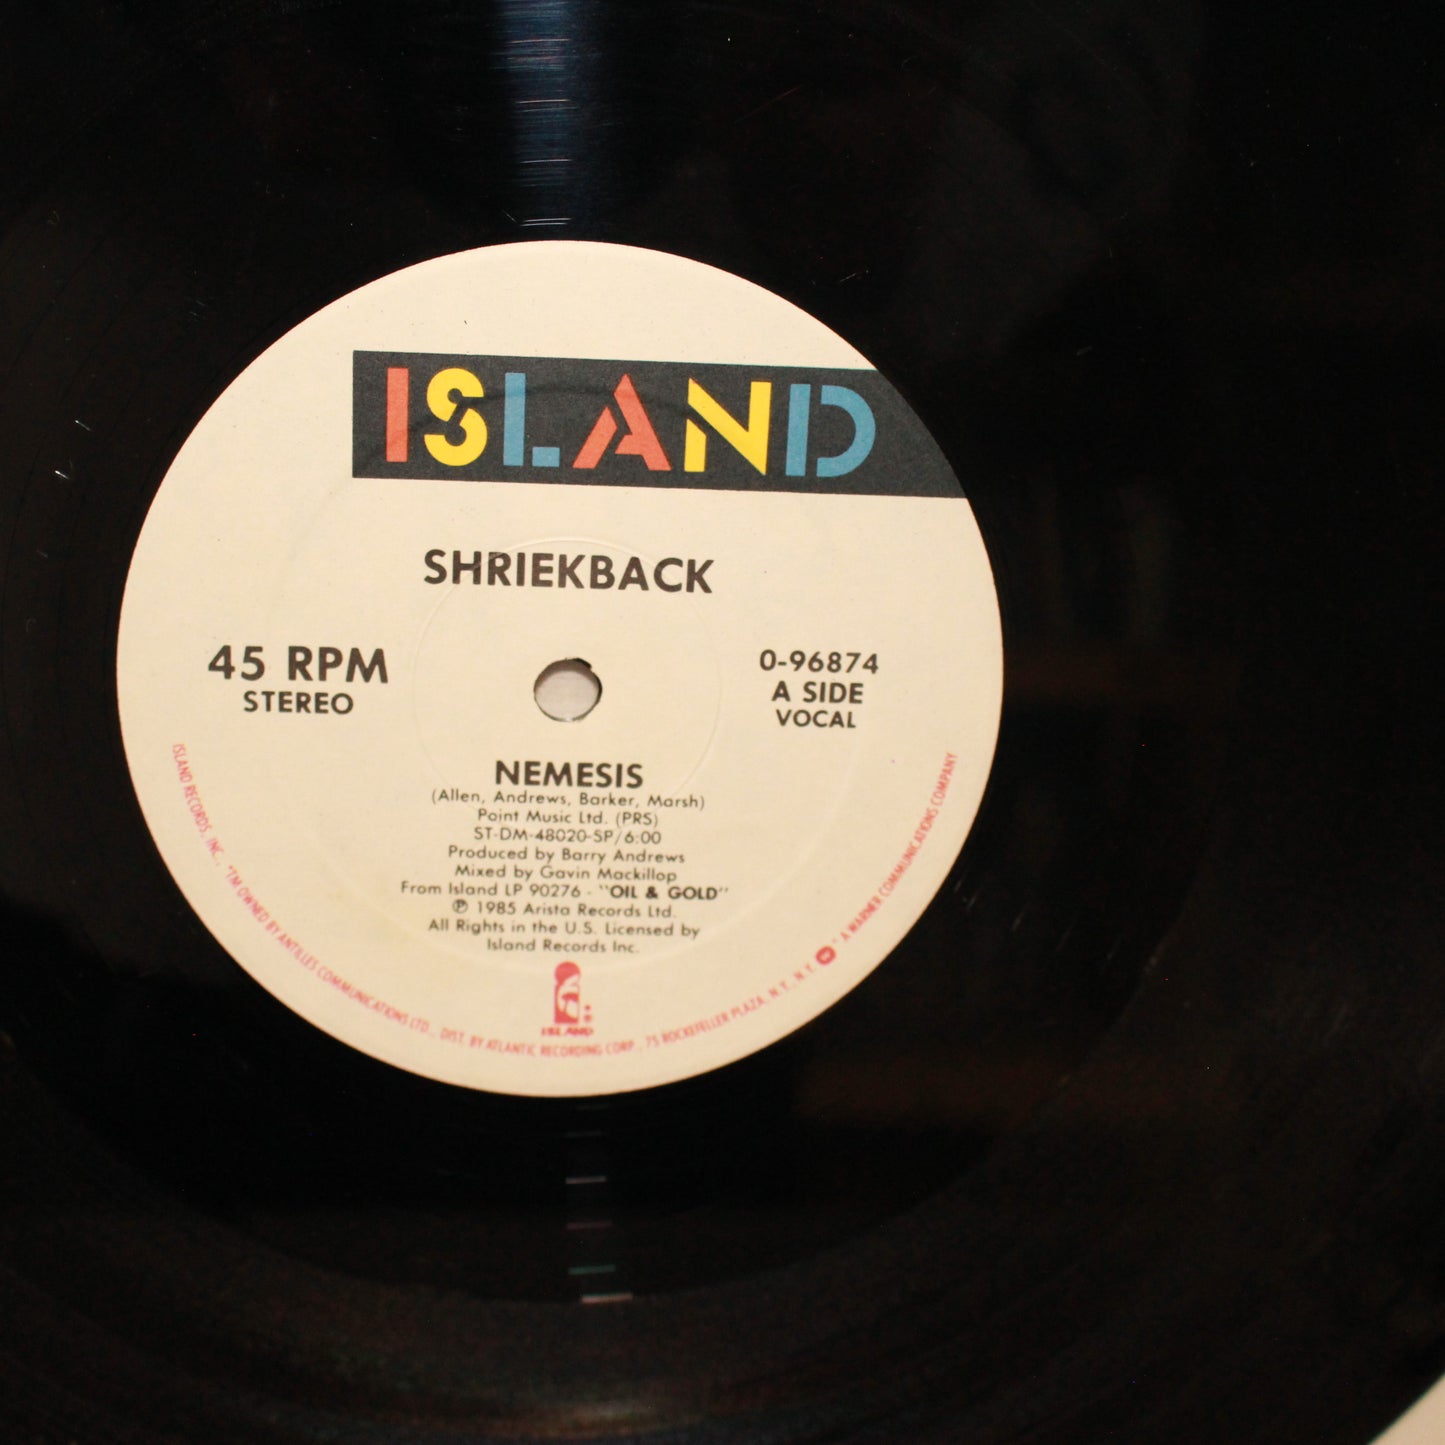 ISLAND
SHRIEKBACK
45 RPM
STEREO
0-96874
A SIDE
VOCAL
NEMESIS
(Allen, Andrews, Barker, Marsh)
Point Music Ltd. (PRS)
ST-DM-48020-SP/6:00
Produced by Barry Andrews
Mixed by Gavin Mackillop
From Island LP 90276 - "OIL & GOLD"
℗ 1985 Arista Records Ltd.
All Rights in the U.S. Licensed by
Island Records Inc.
ISLAND
ISLAND RECORDS, INC., "TM OWNED BY ANTILLES COMMUNICATIONS LTD., DIST. BY ATLANTIC RECORDING CORP., 75 ROCKEFELLER PLAZA, N.Y., N.Y. " A WARNER COMMUNICATIONS COMPANY